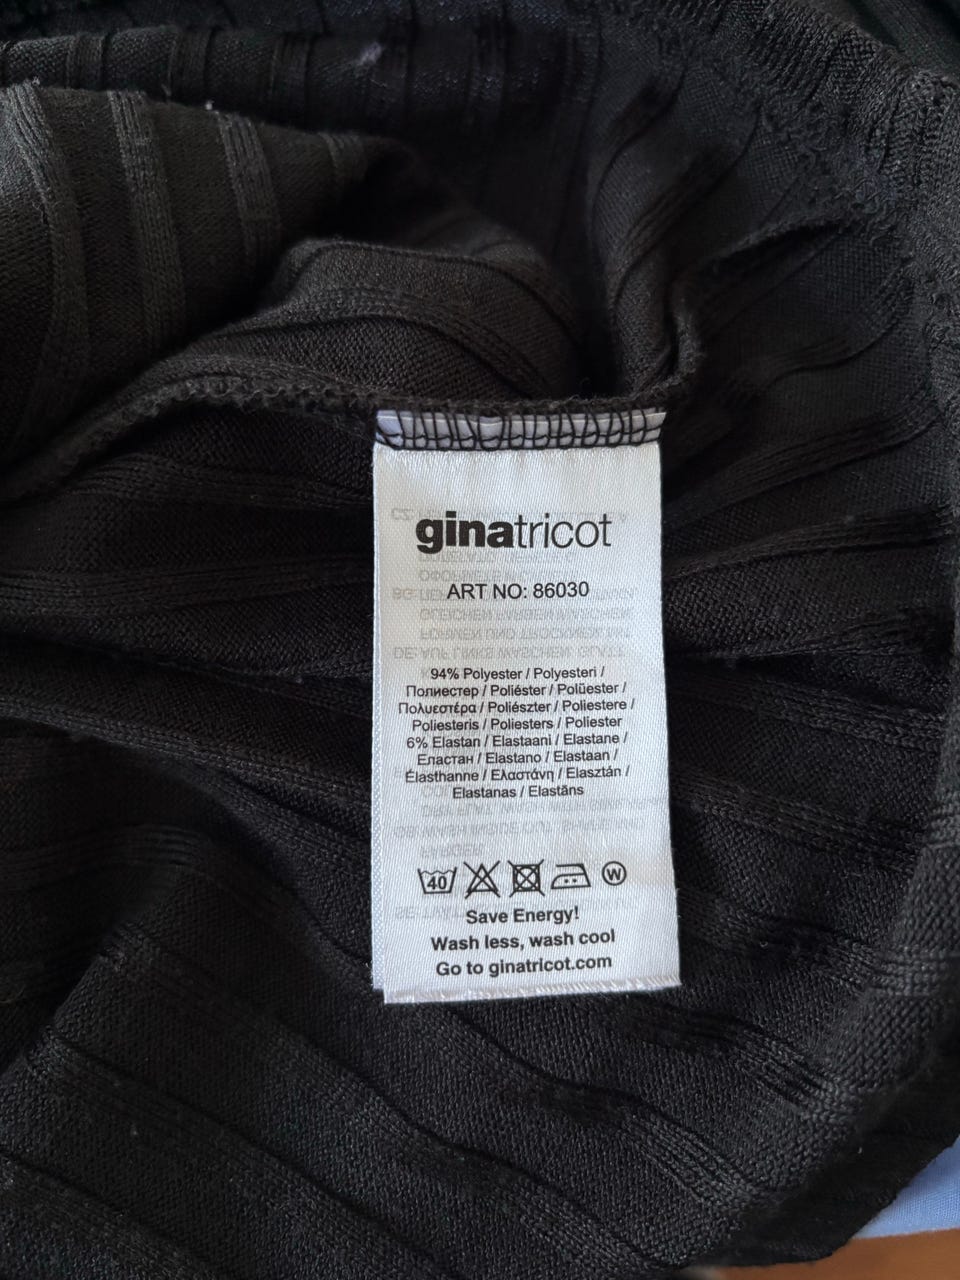 ginatricot
ART NO: 86030
94% Polyester / Polyesteri /
Полиестер / Poliéster / Polüester /
Πολυεστέρα / Poliészter / Poliestere /
Poliesteris / Poliesters / Poliester
6% Elastan / Elastaani / Elastane /
Еластан / Elastano / Elastaan /
Élasthanne / Ελαστάνη / Elasztán /
Elastanas / Elastāns
40 W
Save Energy!
Wash less, wash cool
Go to ginatricot.com